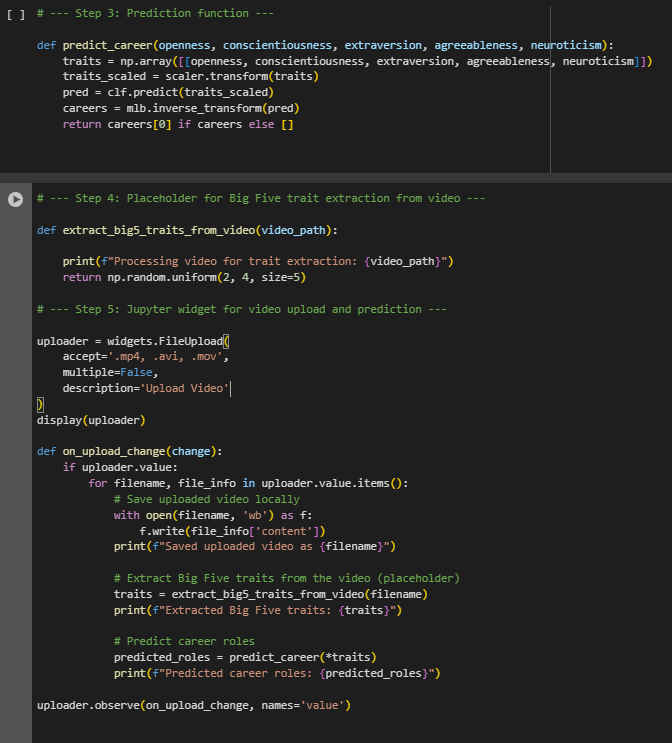 [ ] # --- Step 3: Prediction function ---
def predict_career(openness, conscientiousness, extraversion, agreeableness, neuroticism):
    traits = np.array([[openness, conscientiousness, extraversion, agreeableness, neuroticism]])
    traits_scaled = scaler.transform(traits)
    pred = clf.predict(traits_scaled)
    careers = mlb.inverse_transform(pred)
    return careers[0] if careers else []
# --- Step 4: Placeholder for Big Five trait extraction from video ---
def extract_big5_traits_from_video(video_path):
    print(f"Processing video for trait extraction: {video_path}")
    return np.random.uniform(2, 4, size=5)
# --- Step 5: Jupyter widget for video upload and prediction ---
uploader = widgets.FileUpload(
    accept='.mp4, .avi, .mov',
    multiple=False,
    description='Upload Video'
)
display(uploader)
def on_upload_change(change):
    if uploader.value:
        for filename, file_info in uploader.value.items():
            # Save uploaded video locally
            with open(filename, 'wb') as f:
                f.write(file_info['content'])
            print(f"Saved uploaded video as {filename}")
            # Extract Big Five traits from the video (placeholder)
            traits = extract_big5_traits_from_video(filename)
            print(f"Extracted Big Five traits: {traits}")
            # Predict career roles
            predicted_roles = predict_career(*traits)
            print(f"Predicted career roles: {predicted_roles}")
uploader.observe(on_upload_change, names='value')